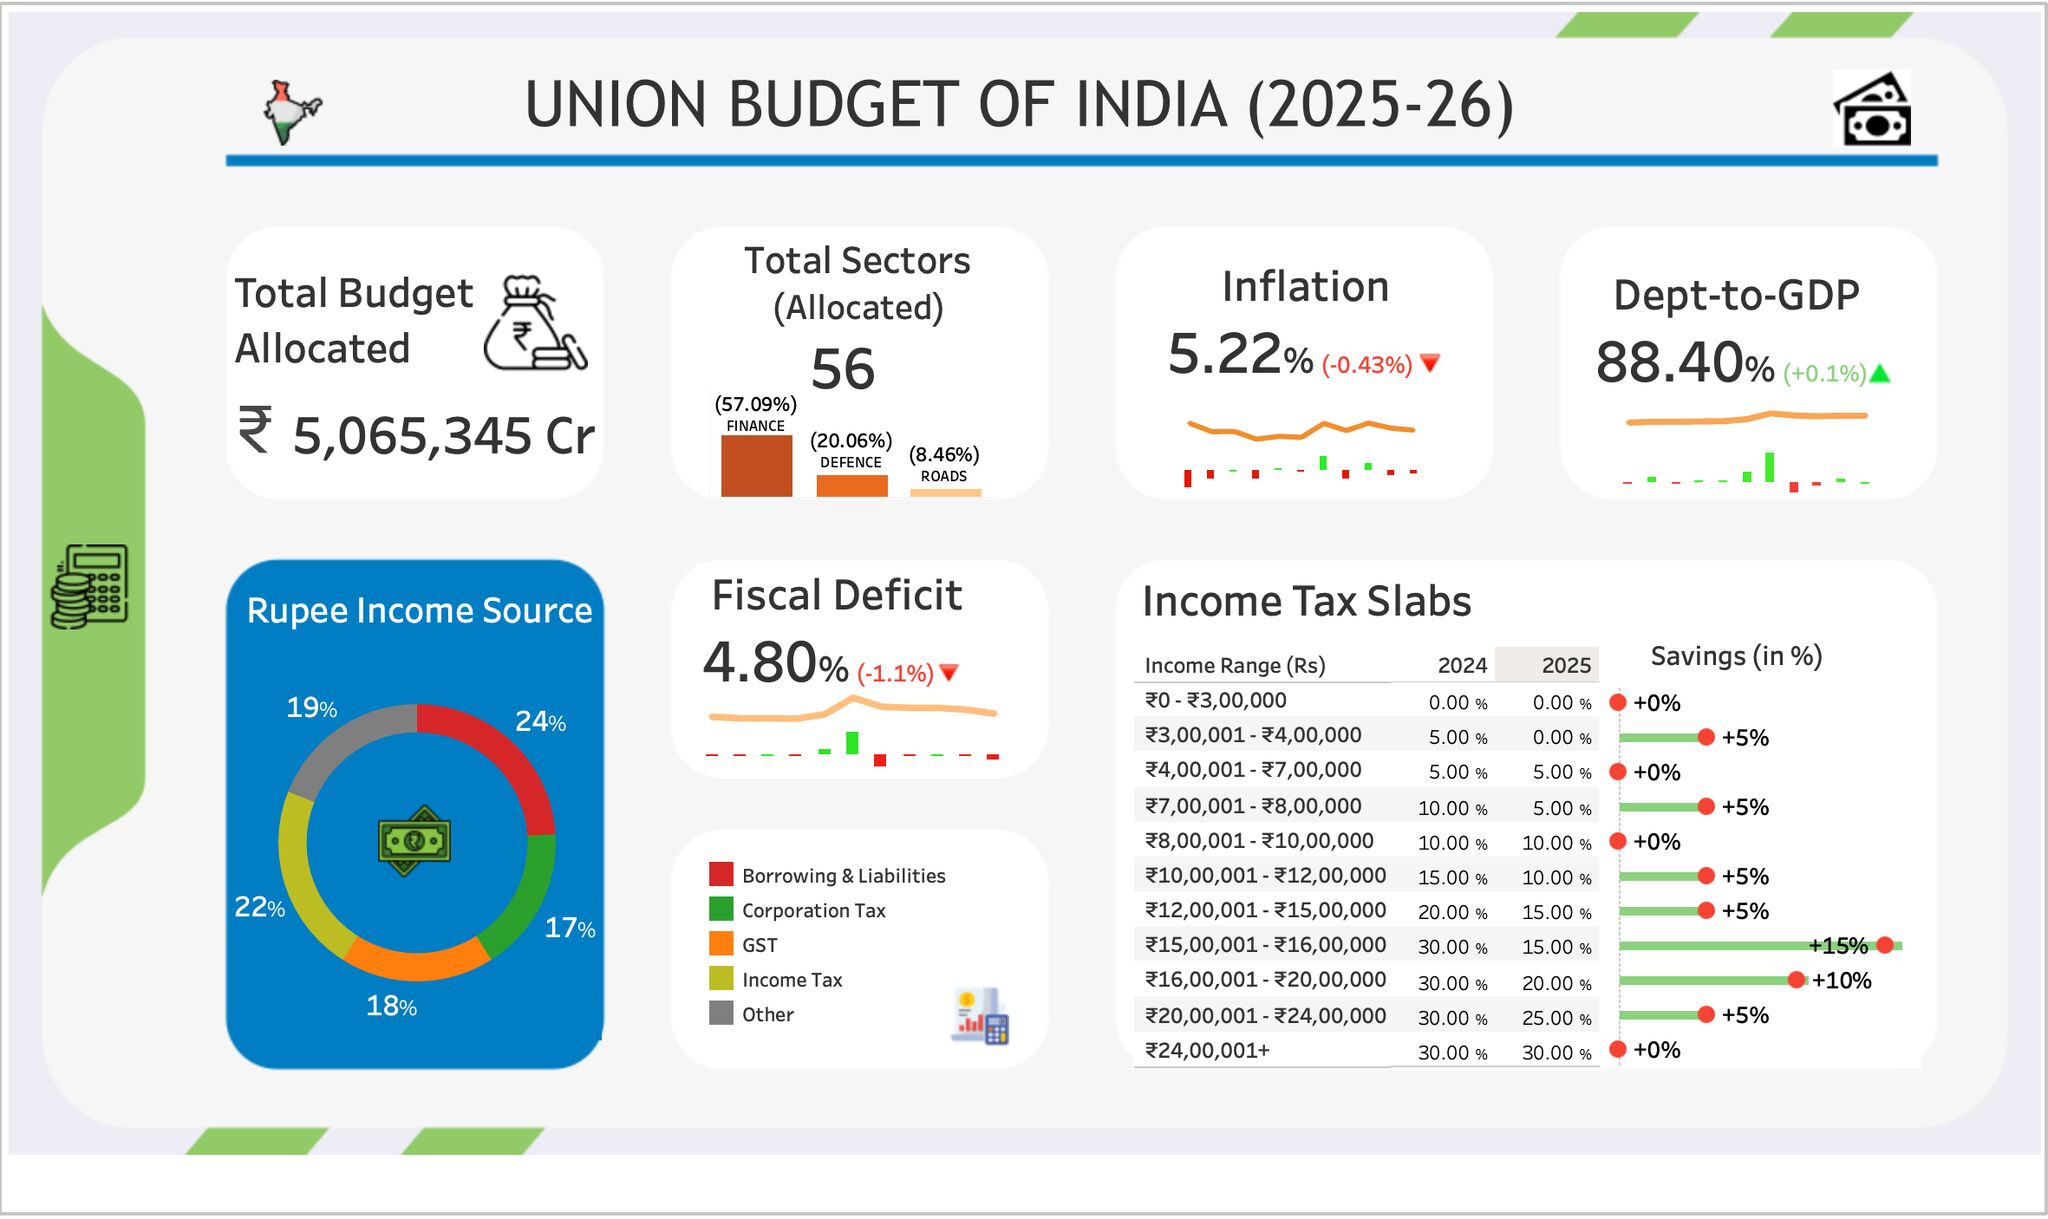 UNION BUDGET OF INDIA (2025-26)
Total Budget
Allocated
₹ 5,065,345 Cr
Total Sectors
(Allocated)
56
(57.09%)
FINANCE
(20.06%)
DEFENCE
(8.46%)
ROADS
Inflation
5.22% (-0.43%)
Dept-to-GDP
88.40% (+0.1%)
Rupee Income Source
19%
24%
22%
17%
18%
Fiscal Deficit
4.80% (-1.1%)
Borrowing & Liabilities
Corporation Tax
GST
Income Tax
Other
Income Tax Slabs
Income Range (Rs) 2024 2025 Savings (in %)
₹0 - ₹3,00,000 0.00 % 0.00 % +0%
₹3,00,001 - ₹4,00,000 5.00 % 0.00 % +5%
₹4,00,001 - ₹7,00,000 5.00 % 5.00 % +0%
₹7,00,001 - ₹8,00,000 10.00 % 5.00 % +5%
₹8,00,001 - ₹10,00,000 10.00 % 10.00 % +0%
₹10,00,001 - ₹12,00,000 15.00 % 10.00 % +5%
₹12,00,001 - ₹15,00,000 20.00 % 15.00 % +5%
₹15,00,001 - ₹16,00,000 30.00 % 15.00 % +15%
₹16,00,001 - ₹20,00,000 30.00 % 20.00 % +10%
₹20,00,001 - ₹24,00,000 30.00 % 25.00 % +5%
₹24,00,001+ 30.00 % 30.00 % +0%